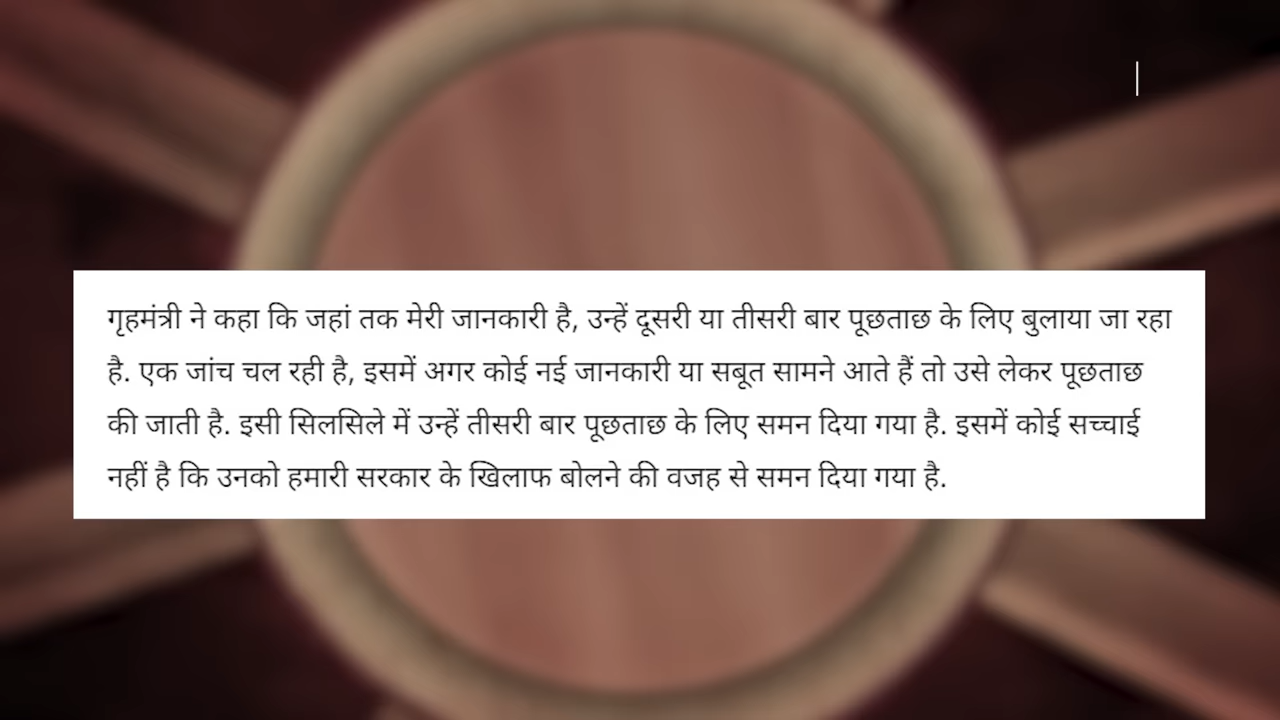 गृहमंत्री ने कहा कि जहां तक मेरी जानकारी है, उन्हें दूसरी या तीसरी बार पूछताछ के लिए बुलाया जा रहा
है. एक जांच चल रही है, इसमें अगर कोई नई जानकारी या सबूत सामने आते हैं तो उसे लेकर पूछताछ
की जाती है. इसी सिलसिले में उन्हें तीसरी बार पूछताछ के लिए समन दिया गया है. इसमें कोई सच्चाई
नहीं है कि उनको हमारी सरकार के खिलाफ बोलने की वजह से समन दिया गया है.